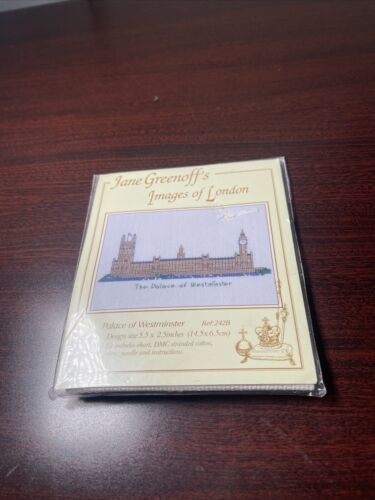 Jane Greenoff's
Images of London
The Palace of Westminster
Palace of Westminster Ref: 242B
Design size 5.5 x 2.5inches (14.5x6.5cm)
Kit includes chart, DMC stranded cotton,
needle and instructions.